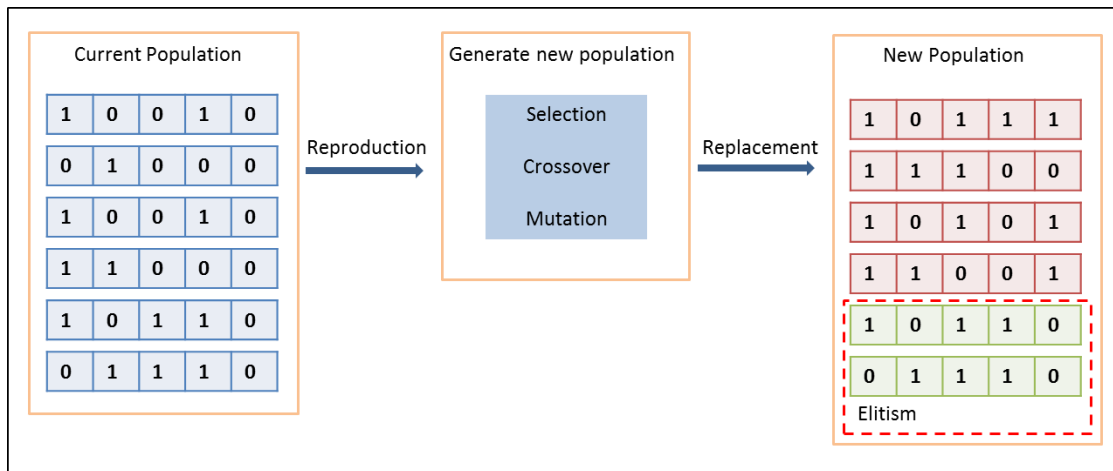 Current Population
1 0 0 1 0
0 1 0 0 0
1 0 0 1 0
1 1 0 0 0
1 0 1 1 0
0 1 1 1 0
Reproduction
Generate new population
Selection
Crossover
Mutation
Replacement
New Population
1 0 1 1 1
1 1 1 0 0
1 0 1 0 1
1 1 0 0 1
1 0 1 1 0
0 1 1 1 0
Elitism